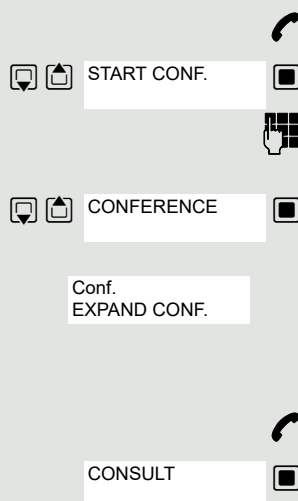 START CONF.
CONFERENCE
Conf.
EXPAND CONF.
CONSULT